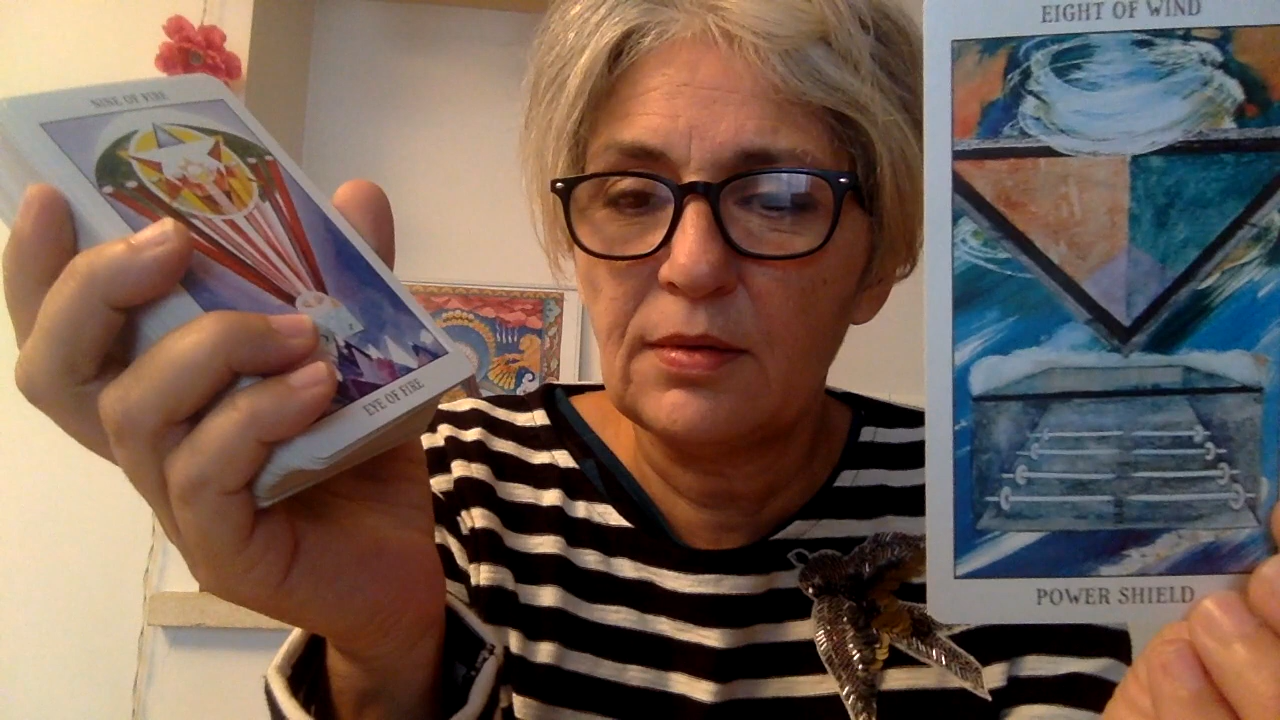 NINE OF FIRE
EYE OF FIRE
EIGHT OF WIND
POWER SHIELD